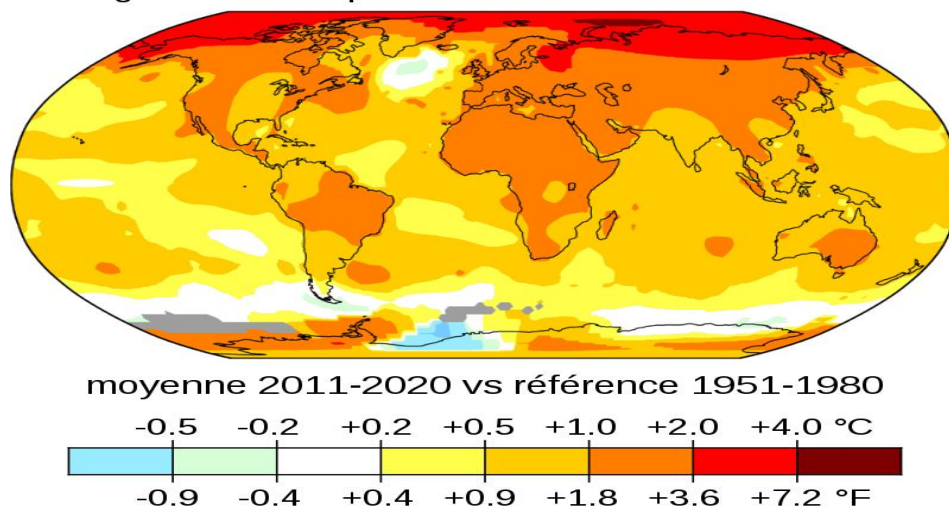 moyenne 2011-2020 vs référence 1951-1980
-0.5 -0.2 +0.2 +0.5 +1.0 +2.0 +4.0 °C
-0.9 -0.4 +0.4 +0.9 +1.8 +3.6 +7.2 °F